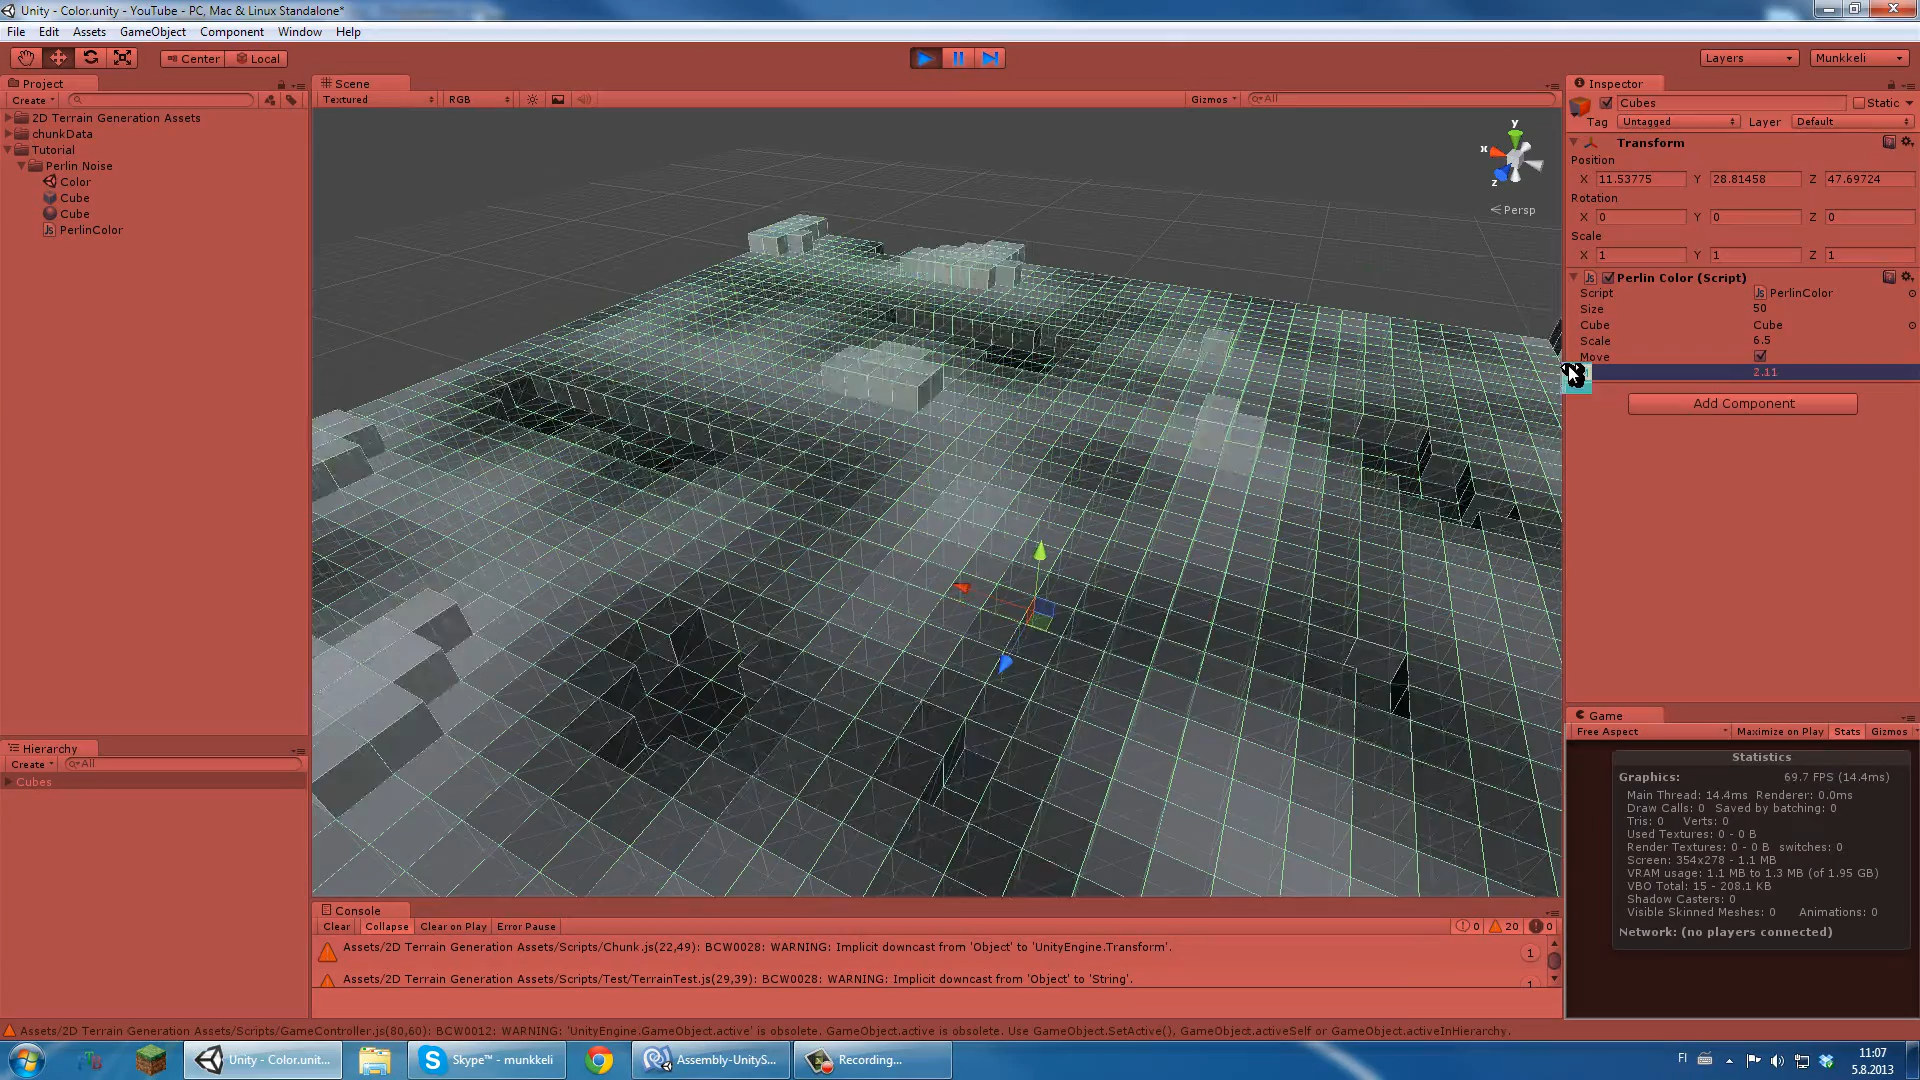 Unity - Color.unity - YouTube - PC, Mac & Linux Standalone*
File Edit Assets GameObject Component Window Help
Center Local
Layers Munkkeli
Project
Create
2D Terrain Generation Assets
chunkData
Tutorial
Perlin Noise
Color
Cube
Cube
PerlinColor
Hierarchy
Create All
Cubes
Scene
Textured RGB Gizmos All
y
x
z
Persp
Inspector
Cubes Static
Tag Untagged Layer Default
Transform
Position
X 11.53775 Y 28.81458 Z 47.69724
Rotation
X 0 Y 0 Z 0
Scale
X 1 Y 1 Z 1
Perlin Color (Script)
Script PerlinColor
Size 50
Cube Cube
Scale 6.5
Move
2.11
Add Component
Game
Free Aspect Maximize on Play Stats Gizmos
Statistics
Graphics: 69.7 FPS (14.4ms)
Main Thread: 14.4ms Renderer: 0.0ms
Draw Calls: 0 Saved by batching: 0
Tris: 0 Verts: 0
Used Textures: 0 - 0 B
Render Textures: 0 - 0 B switches: 0
Screen: 354x278 - 1.1 MB
VRAM usage: 1.1 MB to 1.3 MB (of 1.95 GB)
VBO Total: 15 - 208.1 KB
Shadow Casters: 0
Visible Skinned Meshes: 0 Animations: 0
Network: (no players connected)
Console
Clear Collapse Clear on Play Error Pause 0 20 0
Assets/2D Terrain Generation Assets/Scripts/Chunk.js(22,49): BCW0028: WARNING: Implicit downcast from 'Object' to 'UnityEngine.Transform'. 1
Assets/2D Terrain Generation Assets/Scripts/Test/TerrainTest.js(29,39): BCW0028: WARNING: Implicit downcast from 'Object' to 'String'. 1
Assets/2D Terrain Generation Assets/Scripts/GameController.js(80,60): BCW0012: WARNING: 'UnityEngine.GameObject.active' is obsolete. GameObject.active is obsolete. Use GameObject.SetActive(), GameObject.activeSelf or GameObject.activeInHierarchy.
Unity - Color.unit... Skype™ - munkkeli Assembly-UnityS... Recording... FI 11:07
5.8.2013